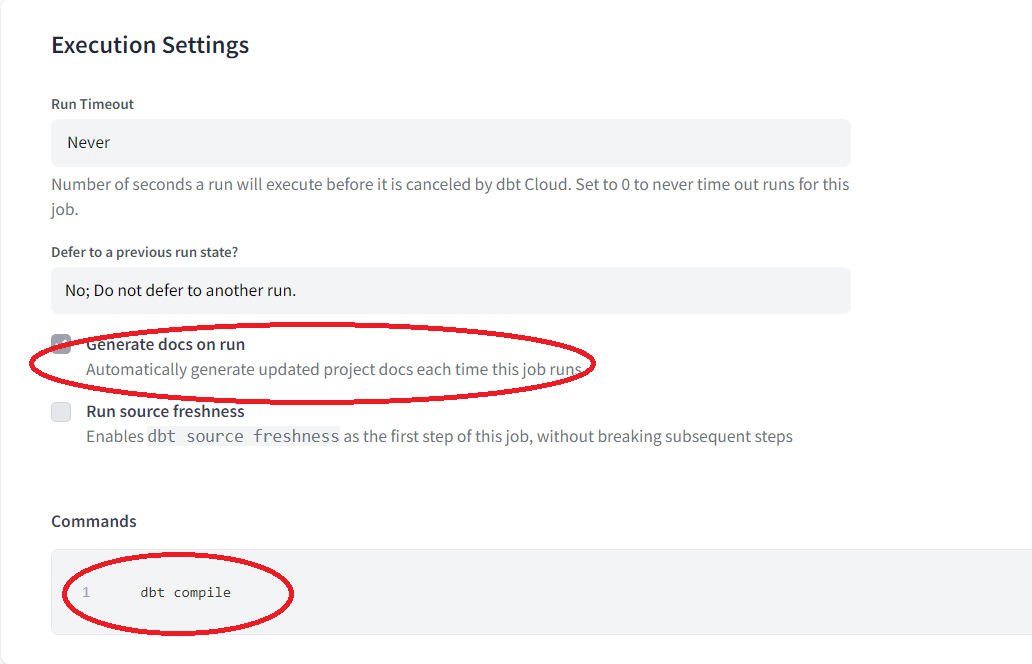 Execution Settings
Run Timeout
Never
Number of seconds a run will execute before it is canceled by dbt Cloud. Set to 0 to never time out runs for this
job.
Defer to a previous run state?
No; Do not defer to another run.
Generate docs on run
Automatically generate updated project docs each time this job runs
Run source freshness
Enables dbt source freshness as the first step of this job, without breaking subsequent steps
Commands
1 dbt compile